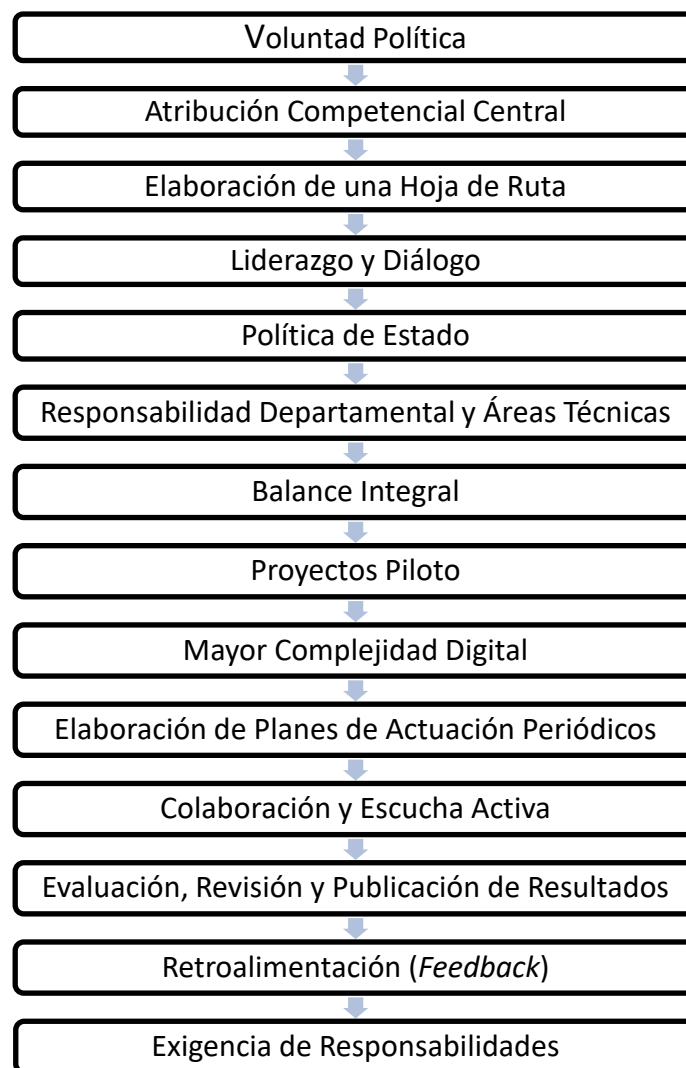 Voluntad Política
Atribución Competencial Central
Elaboración de una Hoja de Ruta
Liderazgo y Diálogo
Política de Estado
Responsabilidad Departamental y Áreas Técnicas
Balance Integral
Proyectos Piloto
Mayor Complejidad Digital
Elaboración de Planes de Actuación Periódicos
Colaboración y Escucha Activa
Evaluación, Revisión y Publicación de Resultados
Retroalimentación (Feedback)
Exigencia de Responsabilidades